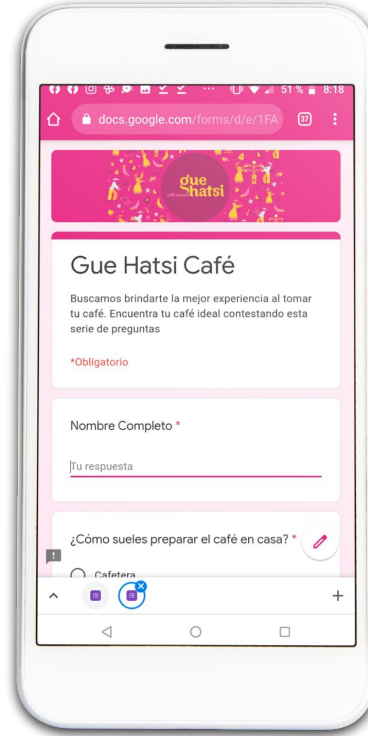 51 % 8:18
docs.google.com/forms/d/e/1FA
37
gue
hatsi
Gue Hatsi Café
Buscamos brindarte la mejor experiencia al tomar
tu café. Encuentra tu café ideal contestando esta
serie de preguntas
*Obligatorio
Nombre Completo *
Tu respuesta
¿Cómo sueles preparar el café en casa? *
Cafetera